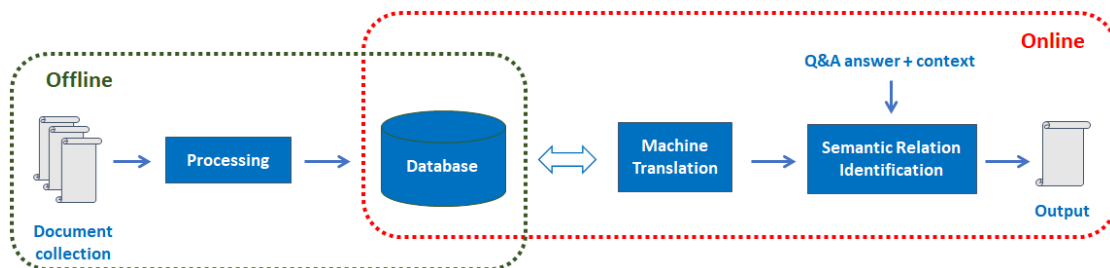 Online
Offline
Q&A answer + context
Processing
Database
Machine
Translation
Semantic Relation
Identification
Document
collection
Output